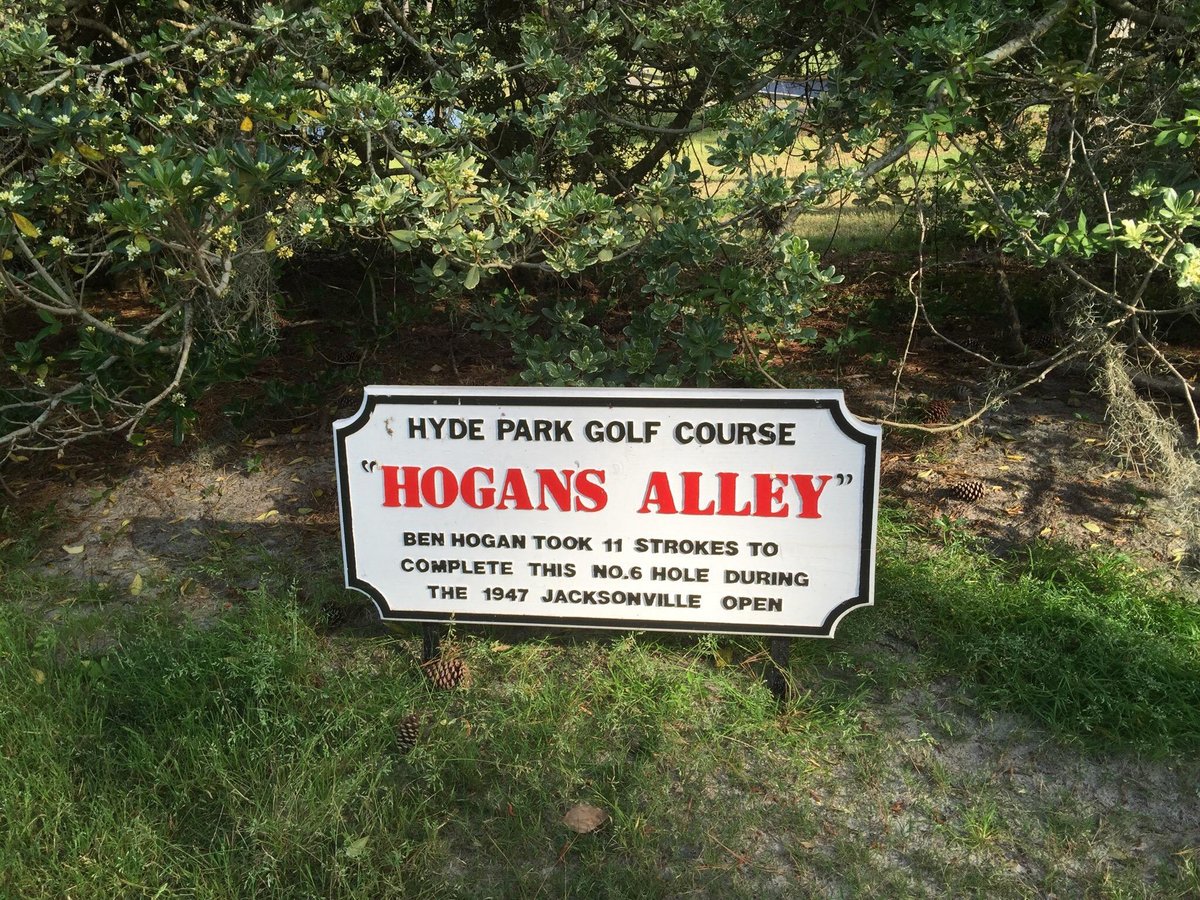 HYDE PARK GOLF COURSE
"HOGAN'S ALLEY"
BEN HOGAN TOOK 11 STROKES TO
COMPLETE THIS NO.6 HOLE DURING
THE 1947 JACKSONVILLE OPEN